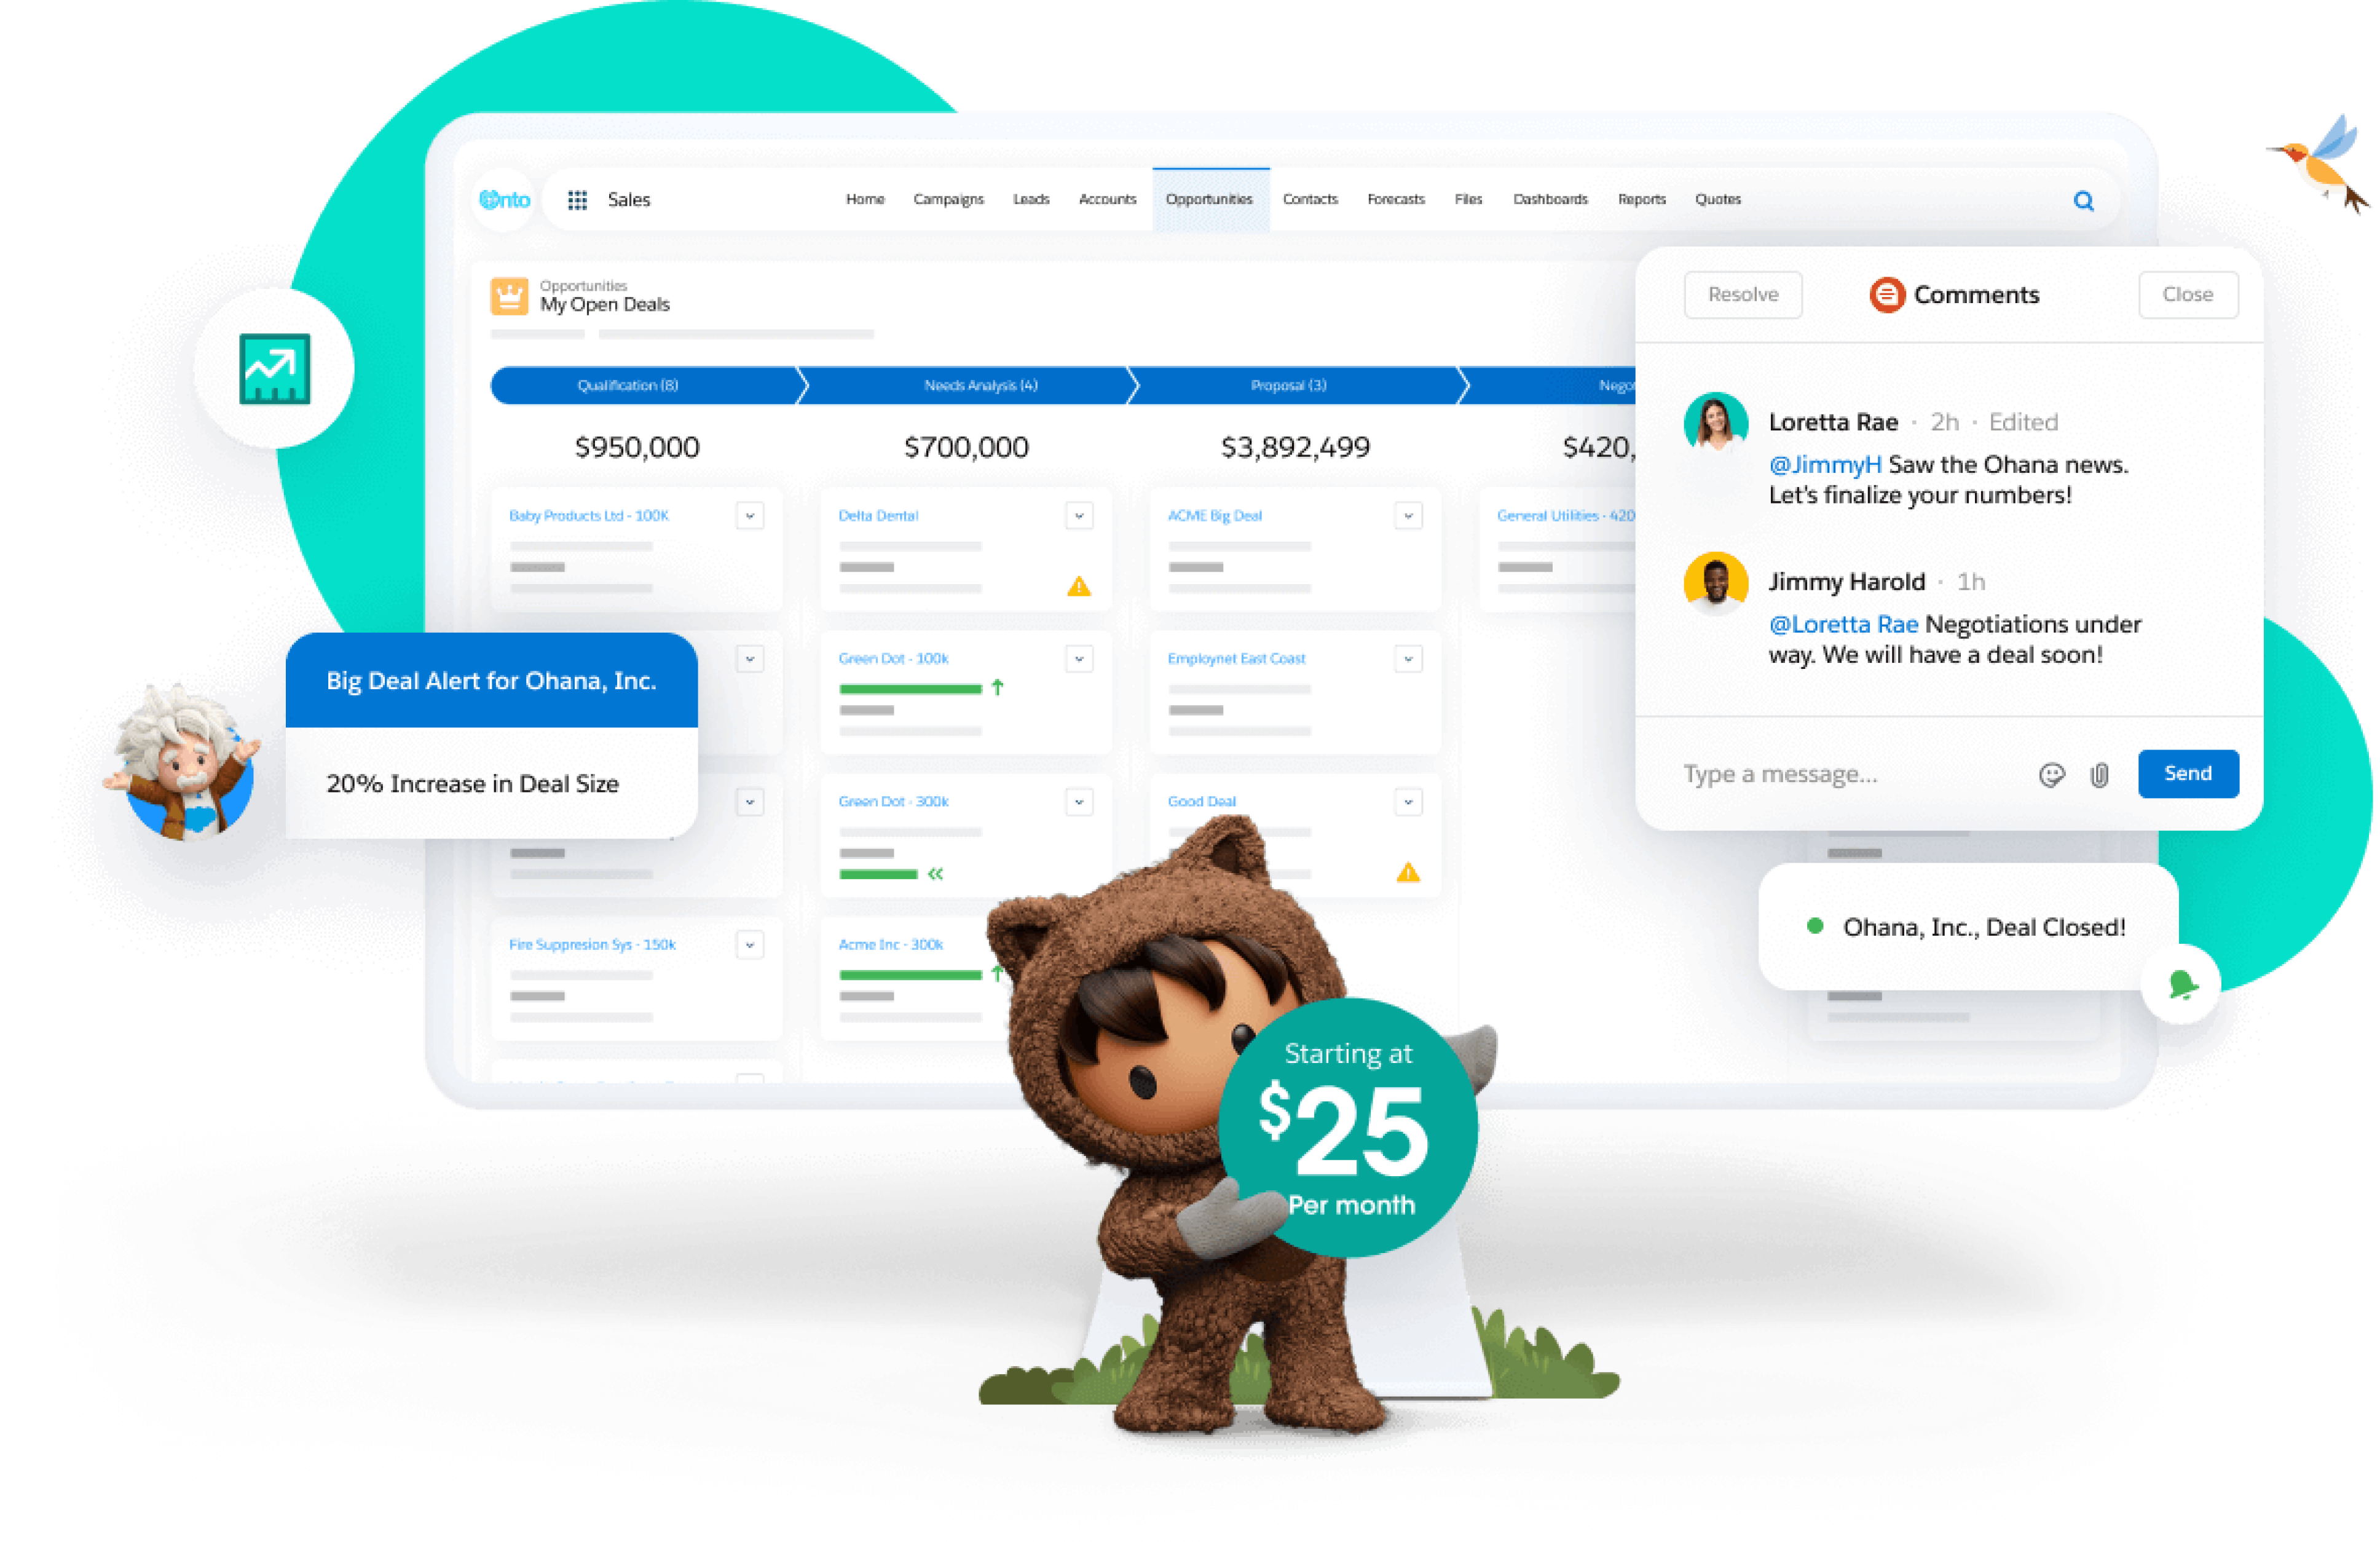 Onto
Sales
Home
Campaigns
Leads
Accounts
Opportunities
Contacts
Forecasts
Files
Dashboards
Reports
Quotes
Opportunities
My Open Deals
Qualification (8)
Needs Analysis (4)
Proposal (3)
$950,000
$700,000
$3,892,499
$420,
Baby Products Ltd - 100K
Delta Dental
ACME Big Deal
General Utilities - 420
Green Dot - 100k
Employnet East Coast
Green Dot - 300k
Good Deal
Fire Suppresion Sys - 150k
Acme Inc - 300k
Big Deal Alert for Ohana, Inc.
20% Increase in Deal Size
Resolve
Comments
Close
Loretta Rae · 2h · Edited
@JimmyH Saw the Ohana news.
Let's finalize your numbers!
Jimmy Harold · 1h
@Loretta Rae Negotiations under
way. We will have a deal soon!
Type a message...
Send
Ohana, Inc., Deal Closed!
Starting at
$25
Per month